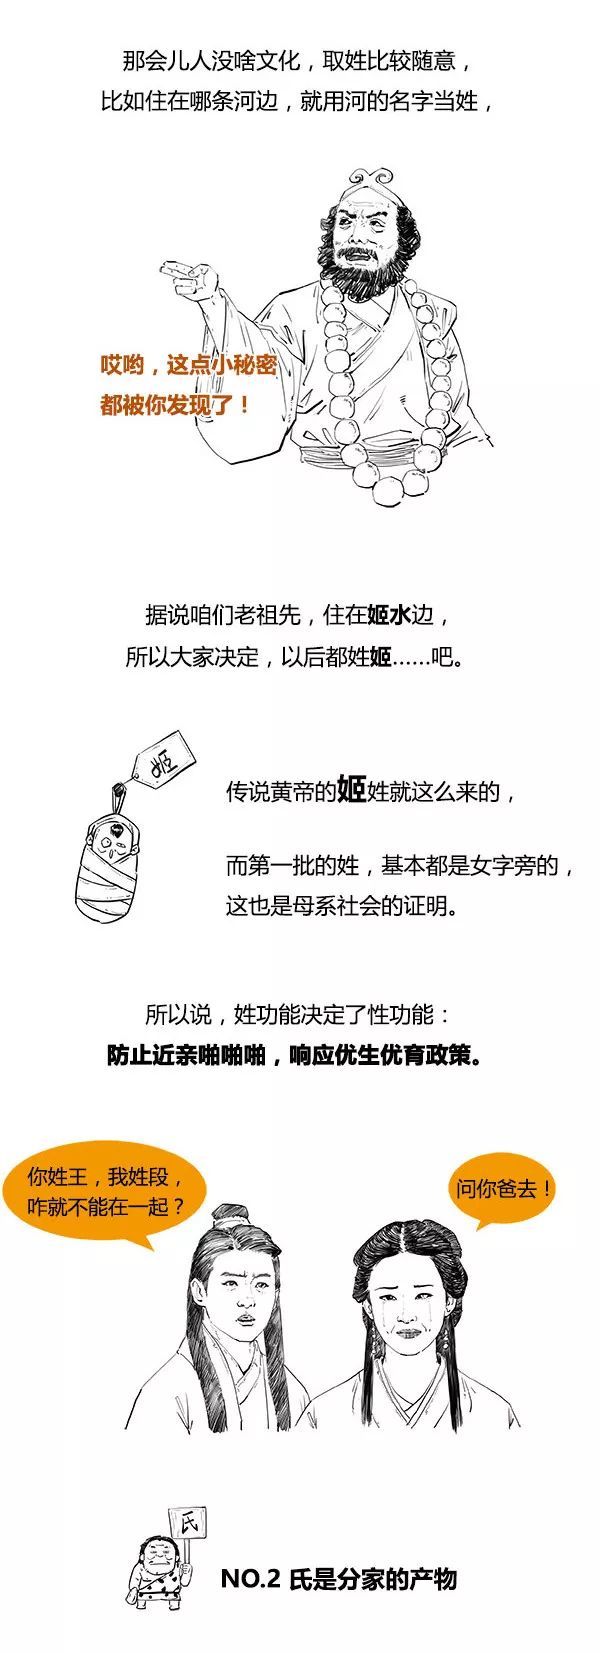 那会儿人没啥文化，取姓比较随意，
比如住在哪条河边，就用河的名字当姓，
哎哟，这点小秘密
都被你发现了！
据说咱们老祖先，住在姬水边，
所以大家决定，以后都姓姬……吧。
姬
传说黄帝的姬姓就这么来的，
而第一批的姓，基本都是女字旁的，
这也是母系社会的证明。
所以说，姓功能决定了性功能：
防止近亲啪啪啪，响应优生优育政策。
你姓王，我姓段，
咋就不能在一起？
问你爸去！
氏
NO.2 氏是分家的产物